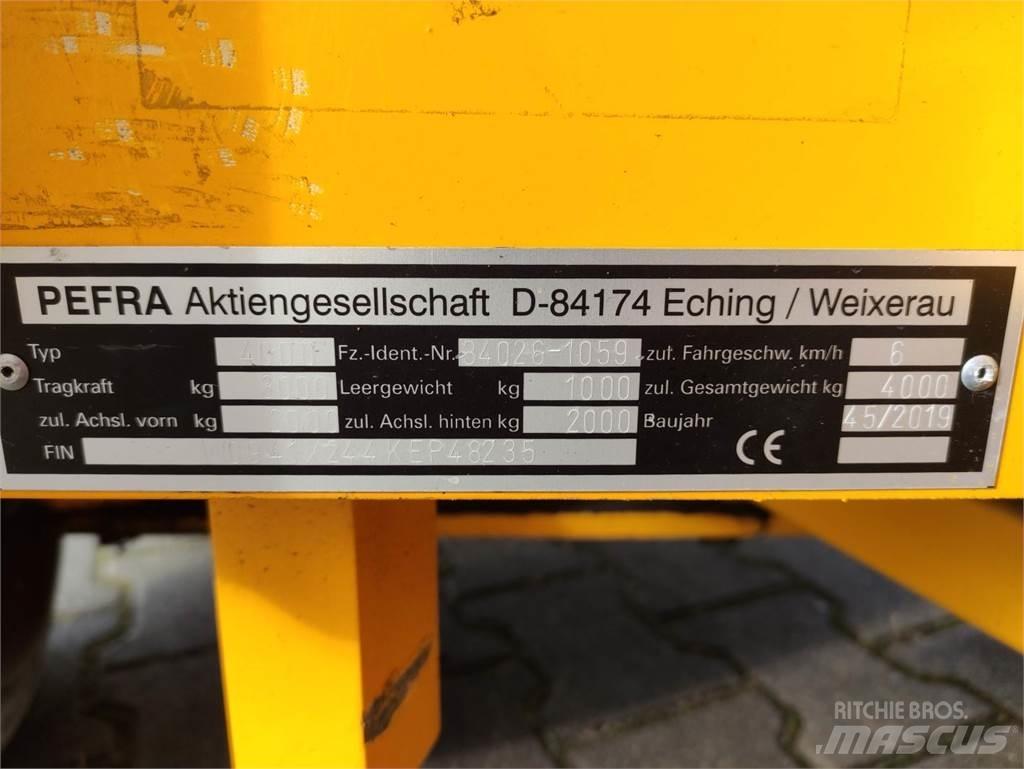 PEFRA Aktiengesellschaft D-84174 Eching / Weixerau
Typ Fz.-Ident.-Nr. 84026-1059 zul. Fahrgeschw. km/h 6
Tragkraft kg 3000 Leergewicht kg 1000 zul. Gesamtgewicht kg 4000
zul. Achsl. vorn kg zul. Achsl. hinten kg 2000 Baujahr 45/2019
FIN CE
RITCHIE BROS.
MASCUS